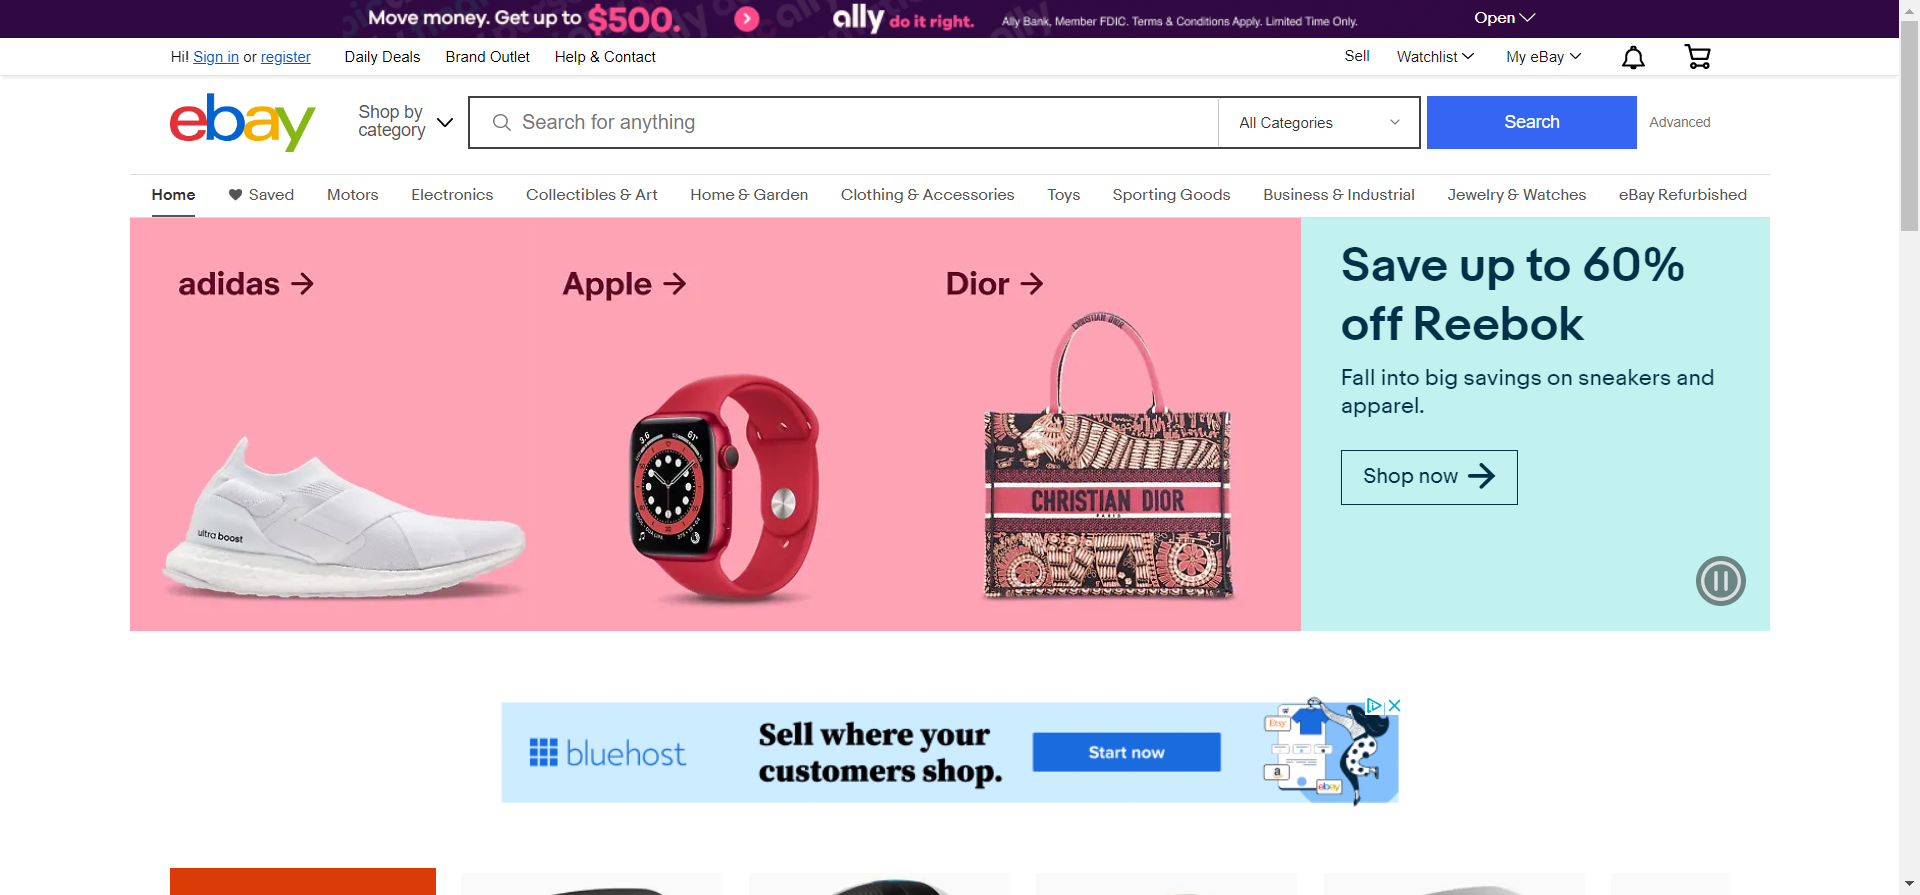 Move money. Get up to $500.
ally do it right.
Ally Bank, Member FDIC. Terms & Conditions Apply. Limited Time Only.
Open
Hi! Sign in or register
Daily Deals
Brand Outlet
Help & Contact
Sell
Watchlist
My eBay
ebay
Shop by
category
Search for anything
All Categories
Search
Advanced
Home
Saved
Motors
Electronics
Collectibles & Art
Home & Garden
Clothing & Accessories
Toys
Sporting Goods
Business & Industrial
Jewelry & Watches
eBay Refurbished
adidas
Apple
Dior
ultra boost
CHRISTIAN DIOR
CHRISTIAN DIOR
PARIS
Save up to 60%
off Reebok
Fall into big savings on sneakers and
apparel.
Shop now
bluehost
Sell where your
customers shop.
Start now
Etsy
a
ebay